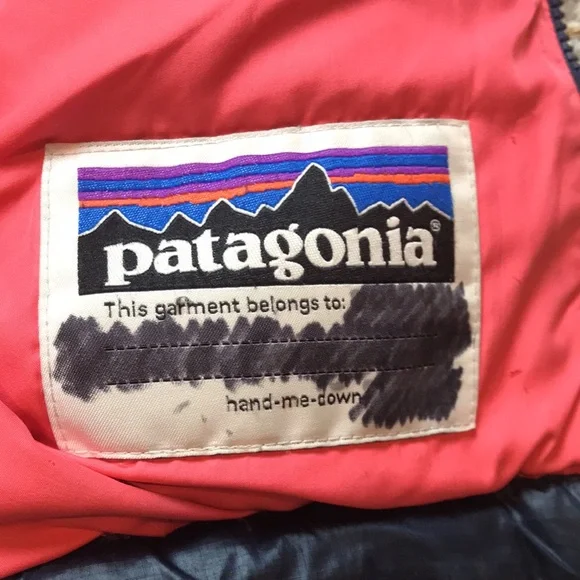 patagonia®
This garment belongs to:
hand-me-down